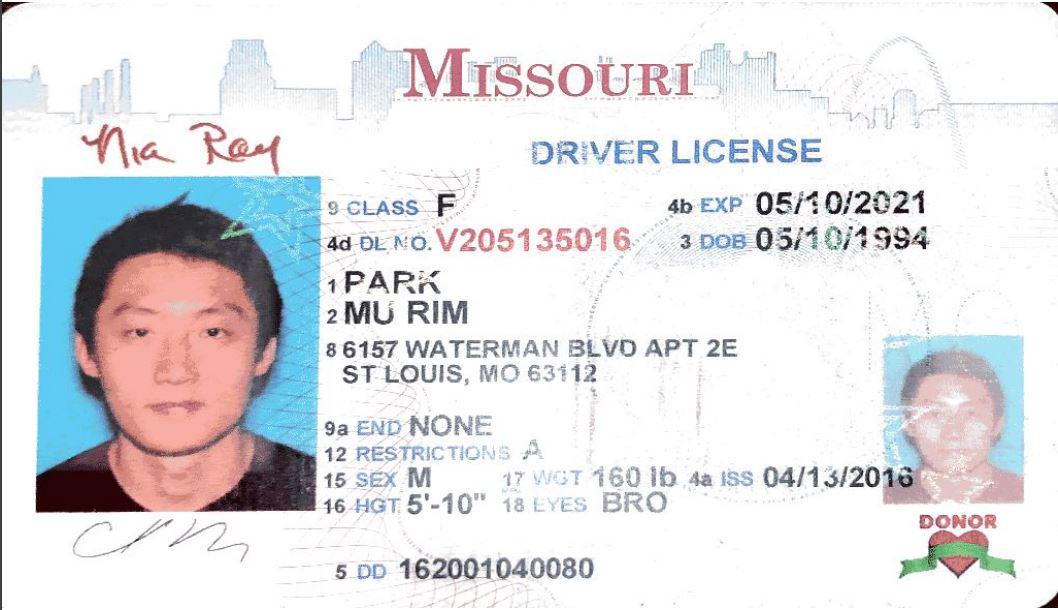 MISSOURI
Nia Ray
DRIVER LICENSE
9 CLASS F
4b EXP 05/10/2021
4d DL NO. V205135016
3 DOB 05/10/1994
1 PARK
2 MU RIM
8 6157 WATERMAN BLVD APT 2E
ST LOUIS, MO 63112
9a END NONE
12 RESTRICTIONS A
15 SEX M 17 WGT 160 lb 4a ISS 04/13/2016
16 HGT 5'-10" 18 EYES BRO
DONOR
5 DD 162001040080